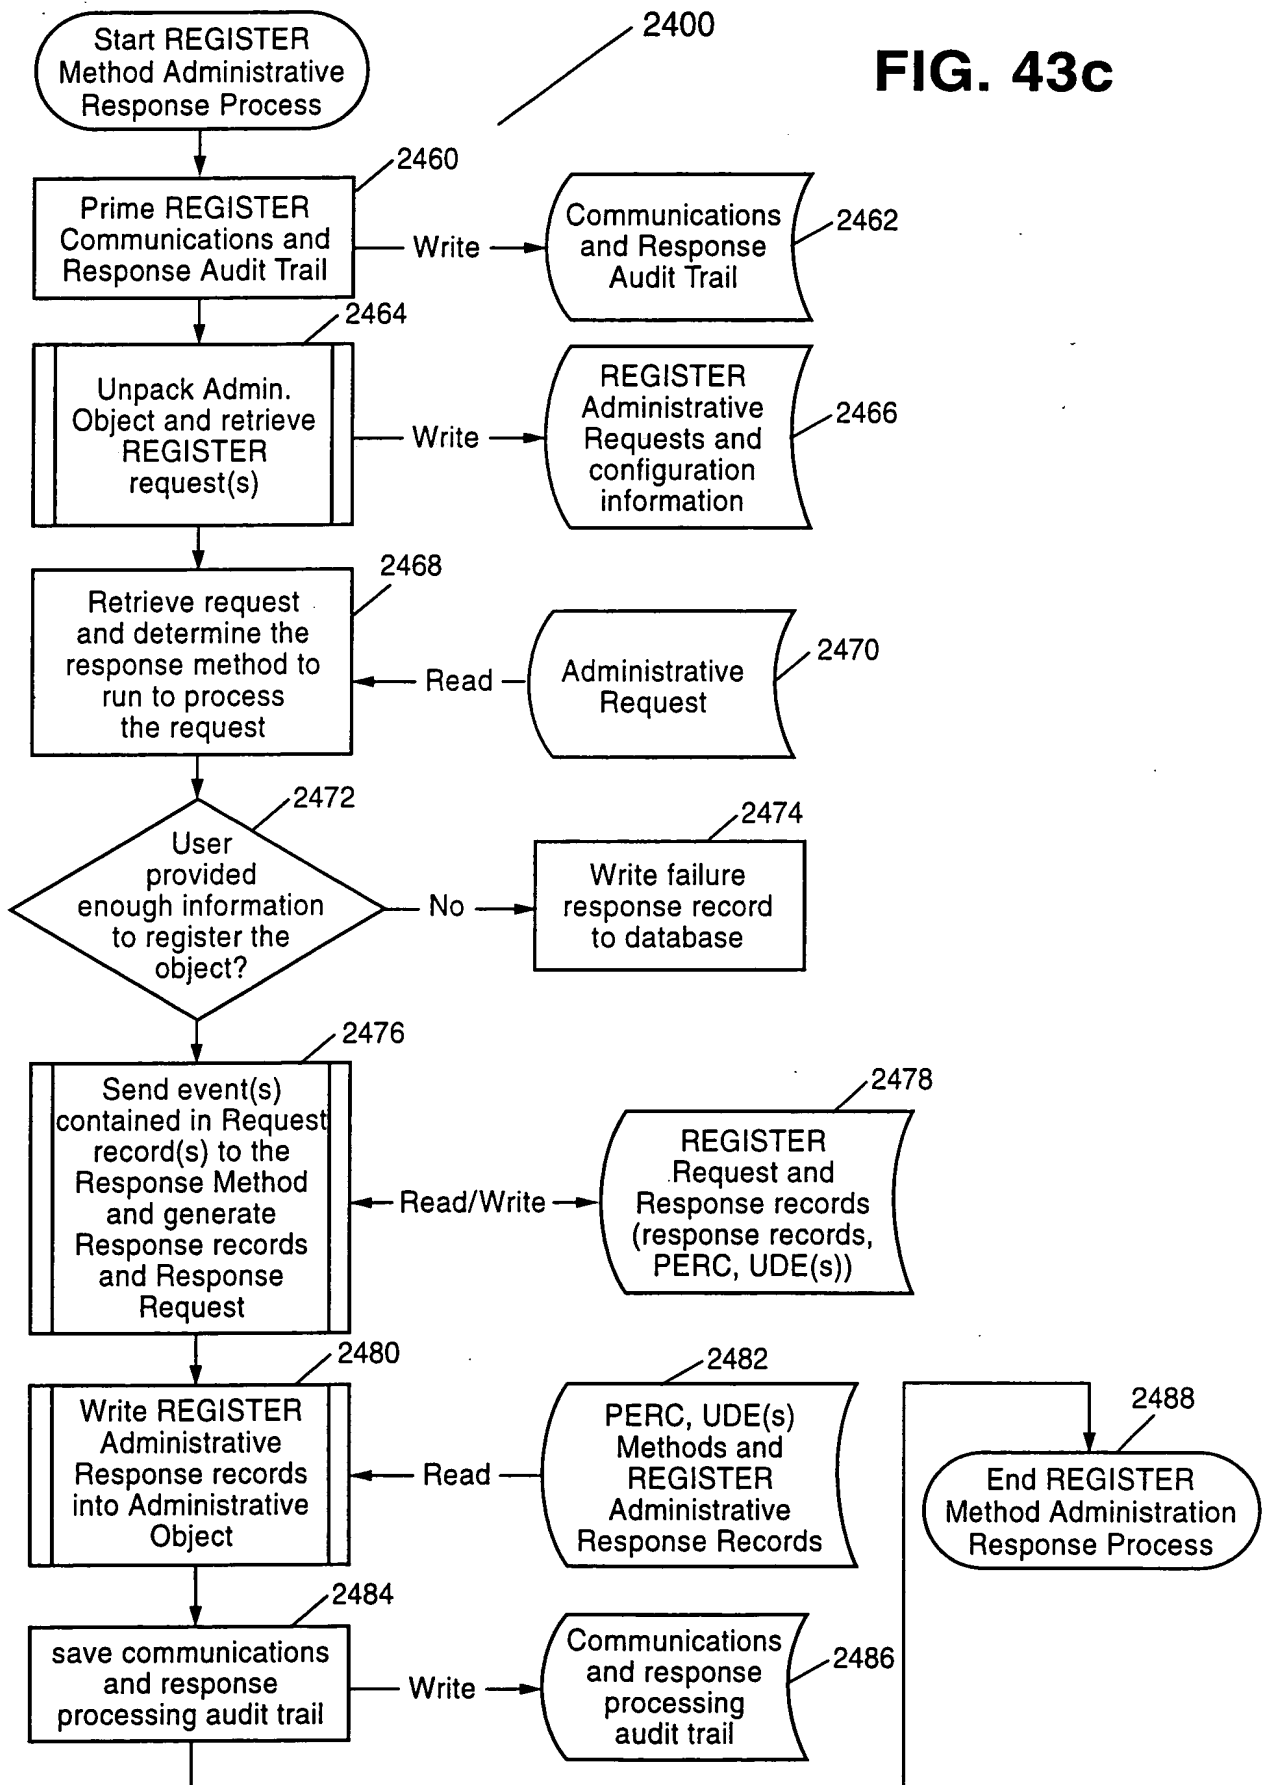 2400
FIG. 43c
Start REGISTER
Method Administrative
Response Process
2460
Prime REGISTER
Communications and
Response Audit Trail
Write
Communications
and Response
Audit Trail
2462
2464
Unpack Admin.
Object and retrieve
REGISTER
request(s)
Write
REGISTER
Administrative
Requests and
configuration
information
2466
2468
Retrieve request
and determine the
response method to
run to process
the request
Read
Administrative
Request
2470
2472
User
provided
enough information
to register the
object?
No
2474
Write failure
response record
to database
2476
Send event(s)
contained in Request
record(s) to the
Response Method
and generate
Response records
and Response
Request
Read/Write
2478
REGISTER
Request and
Response records
(response records,
PERC, UDE(s))
2480
Write REGISTER
Administrative
Response records
into Administrative
Object
Read
2482
PERC, UDE(s)
Methods and
REGISTER
Administrative
Response Records
2484
save communications
and response
processing audit trail
Write
Communications
and response
processing
audit trail
2486
2488
End REGISTER
Method Administration
Response Process